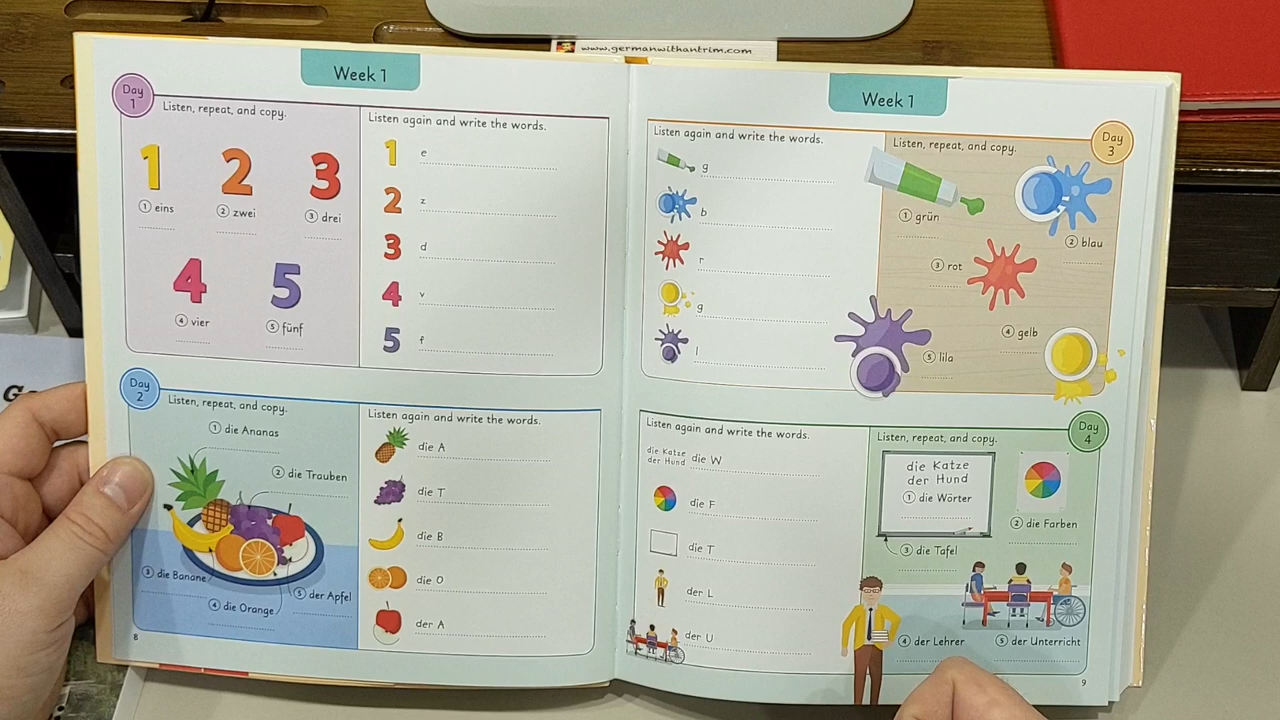 www.germanwithantrim.com
Week 1
Day
1
Listen, repeat, and copy.
1
2
3
① eins
② zwei
③ drei
4
5
④ vier
⑤ fünf
Listen again and write the words.
1 e
2 z
3 d
4 v
5 f
Day
2
Listen, repeat, and copy.
① die Ananas
② die Trauben
③ die Banane
④ die Orange
⑤ der Apfel
Listen again and write the words.
die A
die T
die B
die O
der A
8
Week 1
Listen again and write the words.
g
b
r
g
l
Day
3
Listen, repeat, and copy.
① grün
② blau
③ rot
④ gelb
⑤ lila
Listen again and write the words.
die Katze
der Hund
die W
die F
die T
der L
der U
Day
4
Listen, repeat, and copy.
die Katze
der Hund
① die Wörter
② die Farben
③ die Tafel
④ der Lehrer
⑤ der Unterricht
9